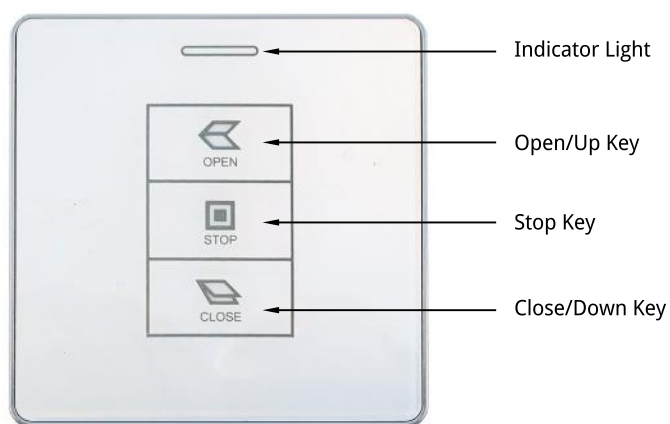 Indicator Light
OPEN
Open/Up Key
STOP
Stop Key
CLOSE
Close/Down Key